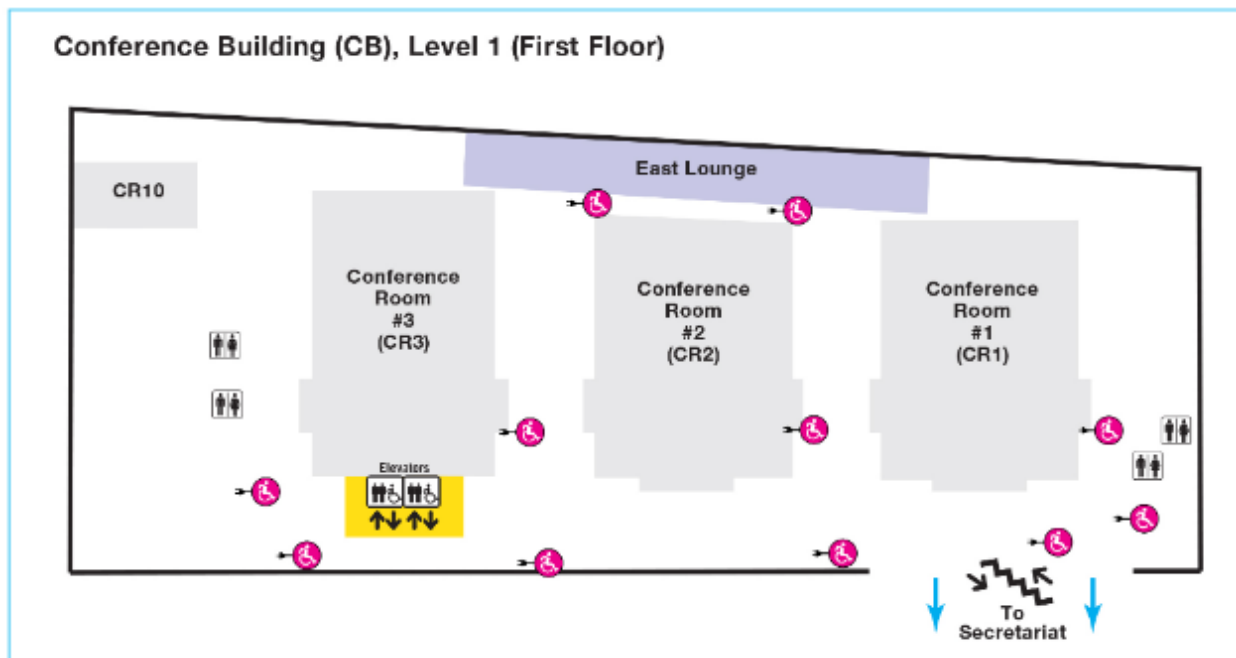 Conference Building (CB), Level 1 (First Floor)
East Lounge
CR10
Conference
Room
#3
(CR3)
Conference
Room
#2
(CR2)
Conference
Room
#1
(CR1)
Elevators
To
Secretariat